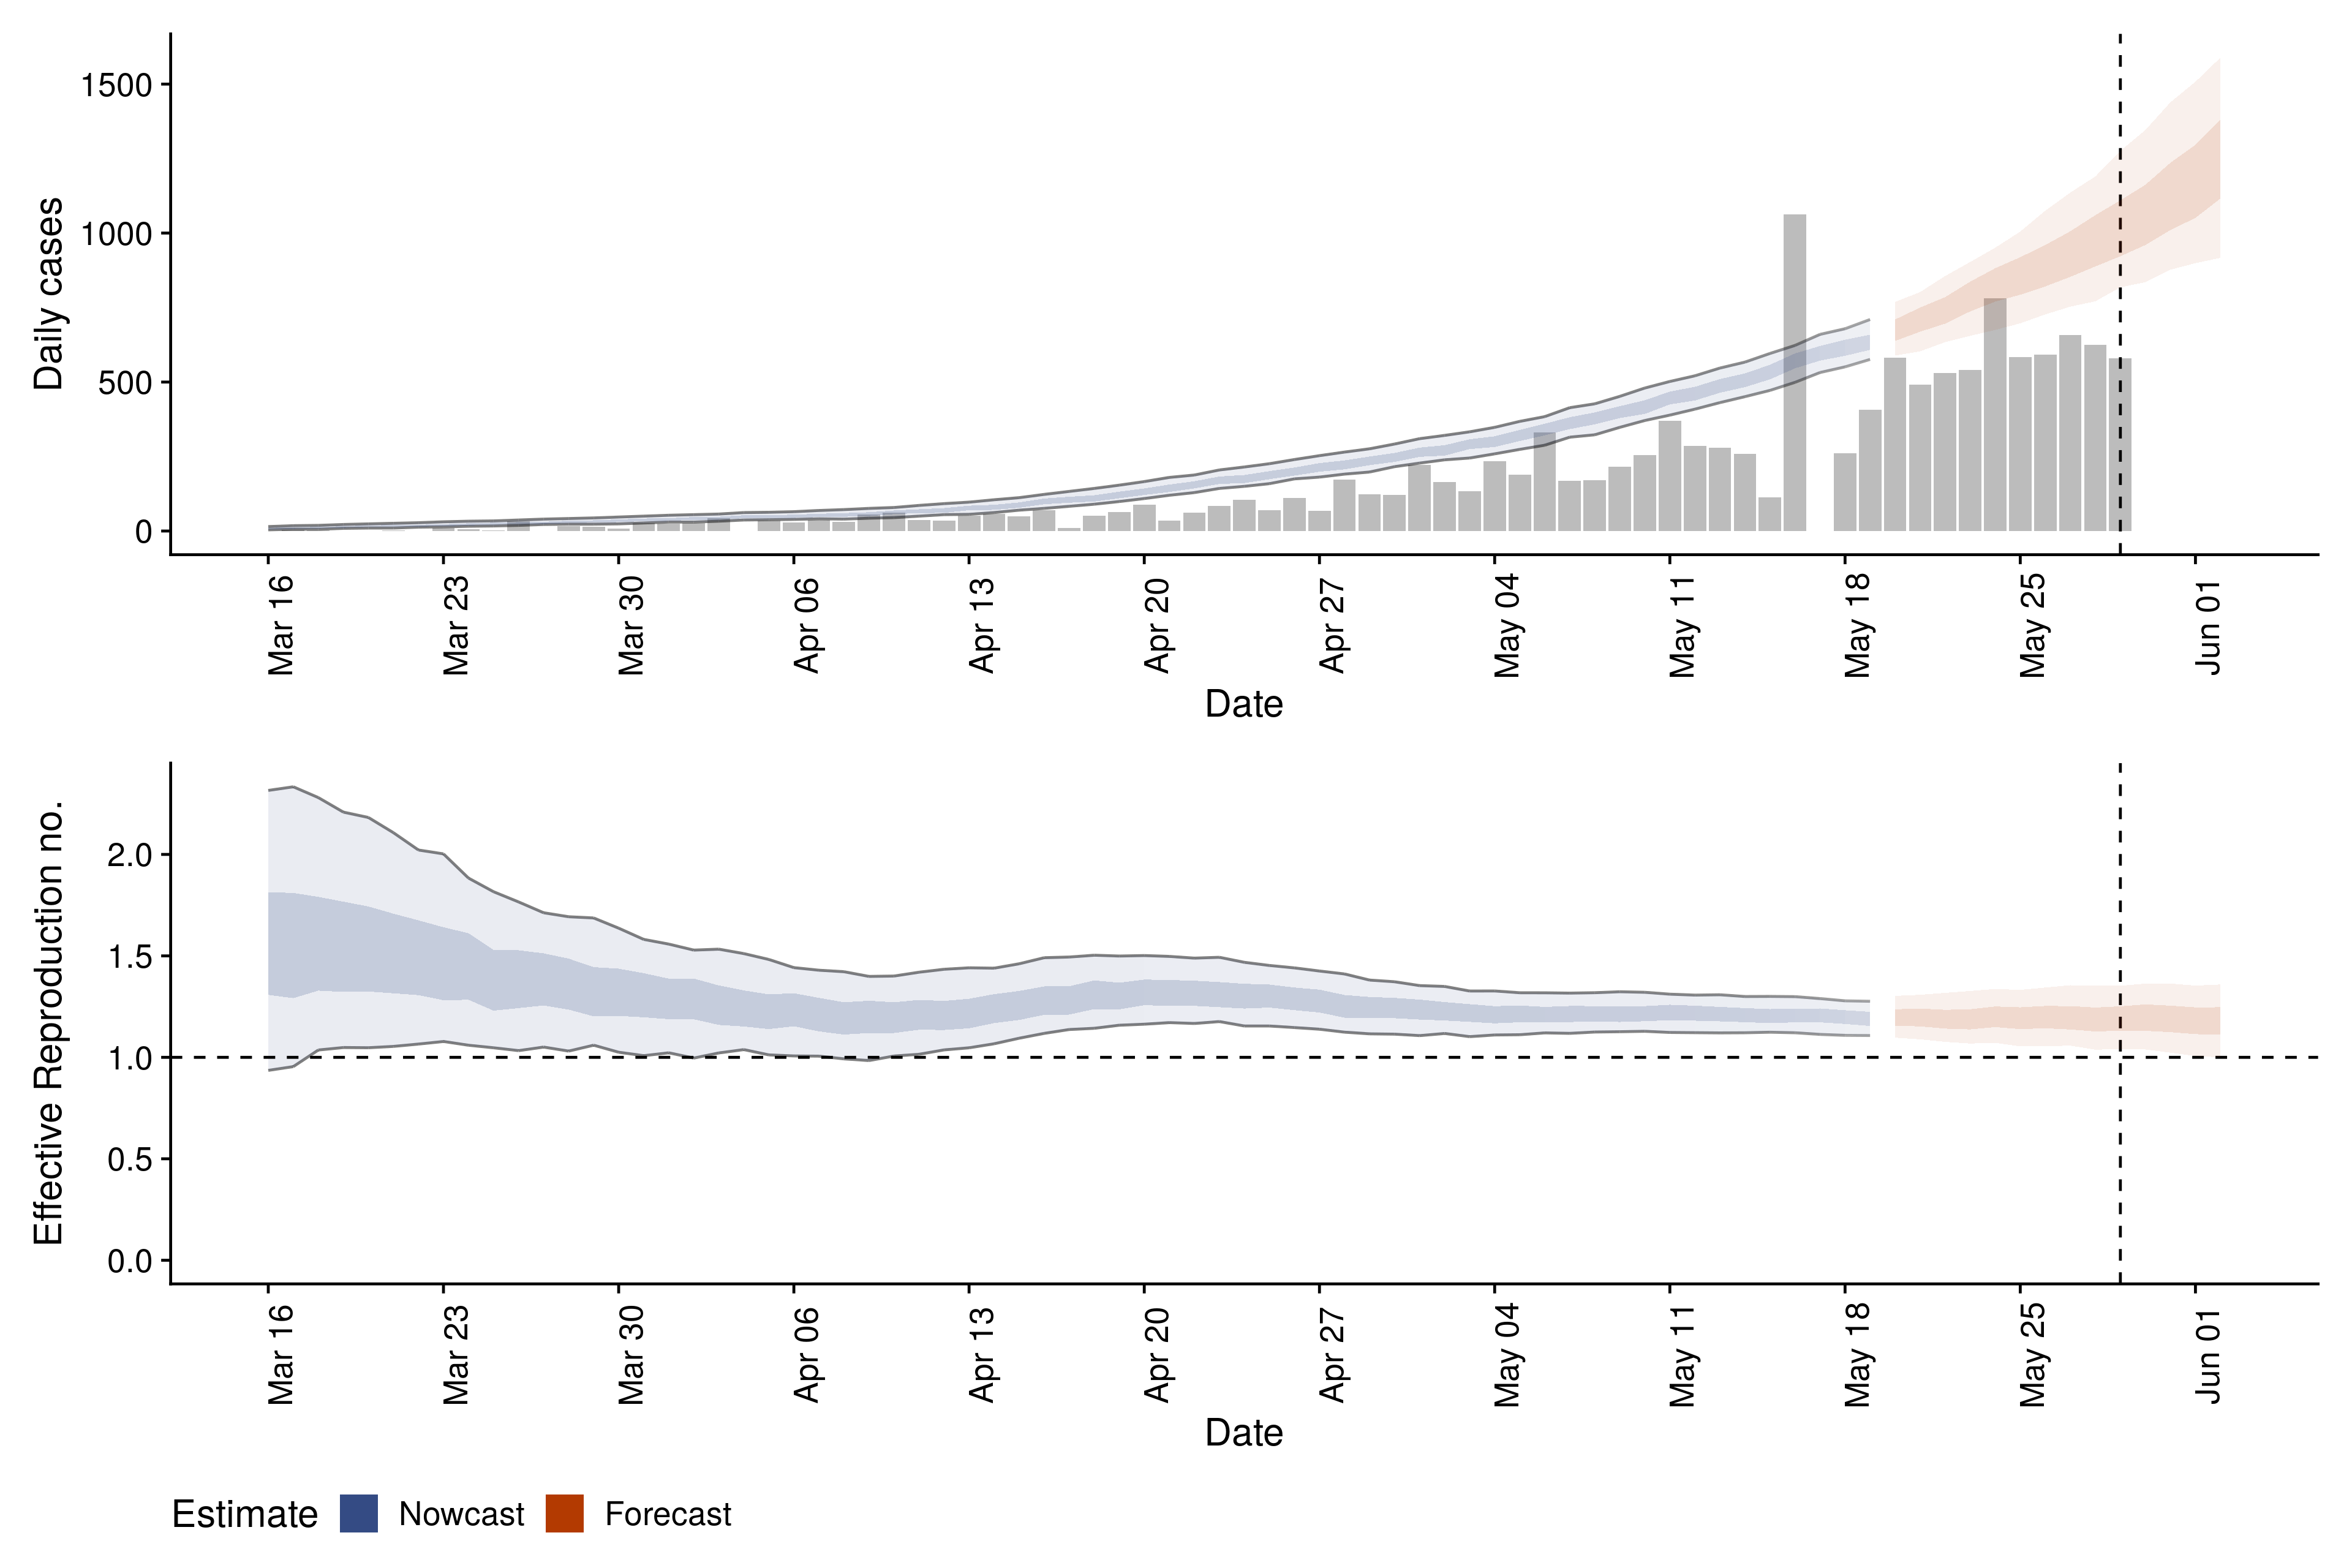 Daily cases
1500
1000
500
0
Mar 16
Mar 23
Mar 30
Apr 06
Apr 13
Apr 20
Apr 27
May 04
May 11
May 18
May 25
Jun 01
Date
Effective Reproduction no.
2.0
1.5
1.0
0.5
0.0
Mar 16
Mar 23
Mar 30
Apr 06
Apr 13
Apr 20
Apr 27
May 04
May 11
May 18
May 25
Jun 01
Date
Estimate Nowcast Forecast